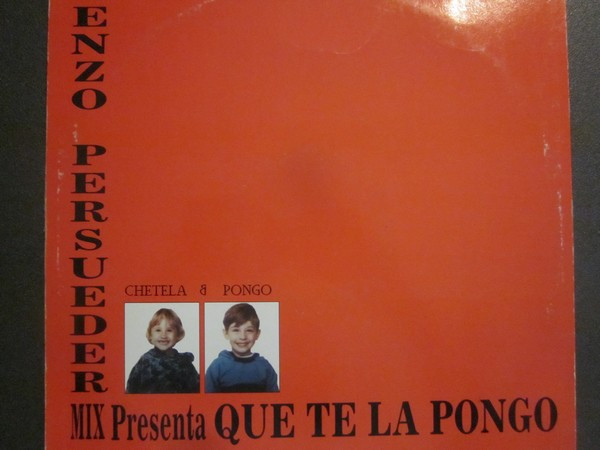 ENZO PERSUEDER
CHETELA & PONGO
MIX Presenta QUE TE LA PONGO